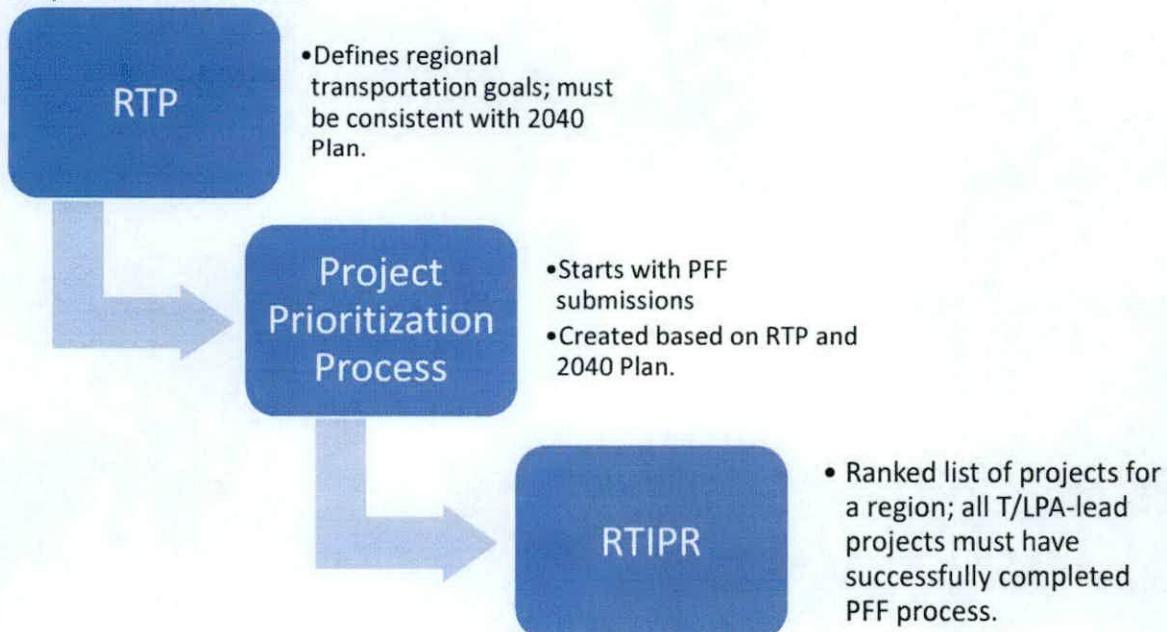 RTP
•Defines regional
transportation goals; must
be consistent with 2040
Plan.
Project
Prioritization
Process
•Starts with PFF
submissions
•Created based on RTP and
2040 Plan.
RTIPR
• Ranked list of projects for
a region; all T/LPA-lead
projects must have
successfully completed
PFF process.